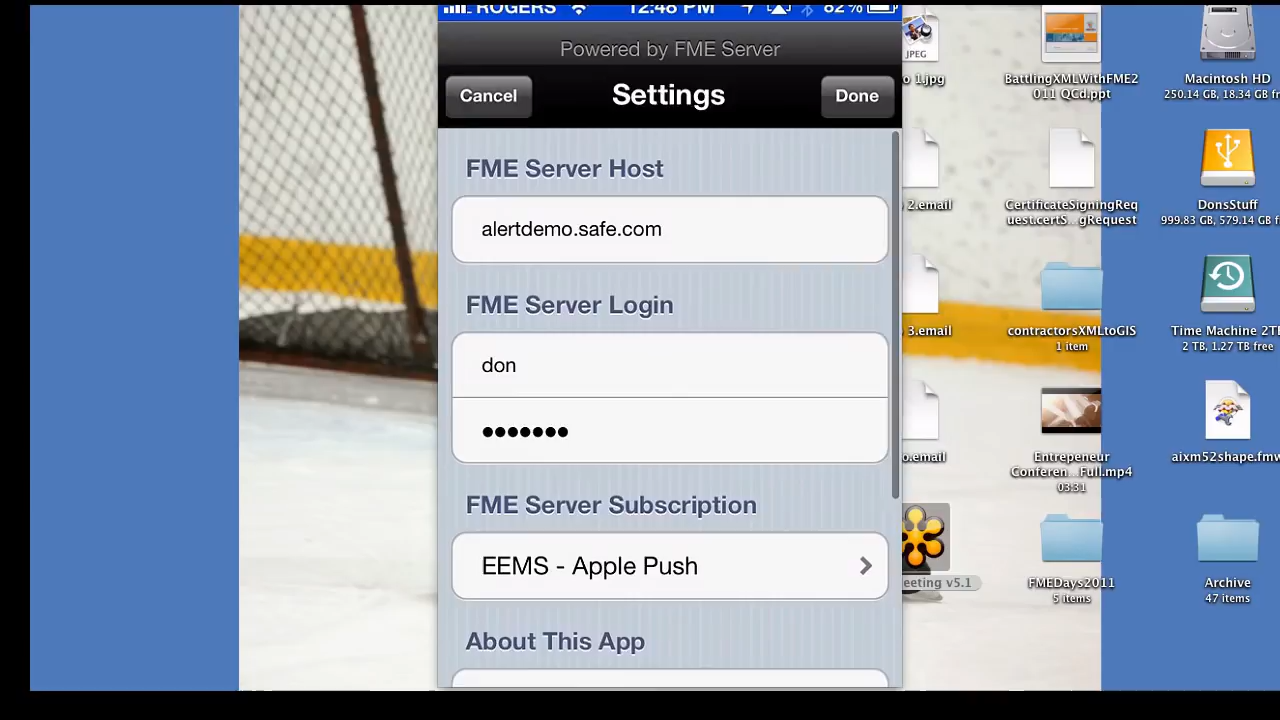 ROGERS 12:48 PM 82%
Powered by FME Server
Cancel Settings Done
FME Server Host
alertdemo.safe.com
FME Server Login
don
•••••••
FME Server Subscription
EEMS - Apple Push
About This App
JPEG
o 1.jpg
2.email
3.email
o.email
eeting v5.1
BattlingXMLWithFME2
011 QCd.ppt
CertificateSigningReq
uest.certS...gRequest
contractorsXMLtoGIS
1 item
Entrepeneur
Conferen...Full.mp4
03:31
FMEDays2011
5 items
Macintosh HD
250.14 GB, 18.34 GB fr
DonsStuff
999.83 GB, 579.14 GB f
Time Machine 2T
2 TB, 1.27 TB free
aixm52shape.fmw
Archive
47 items